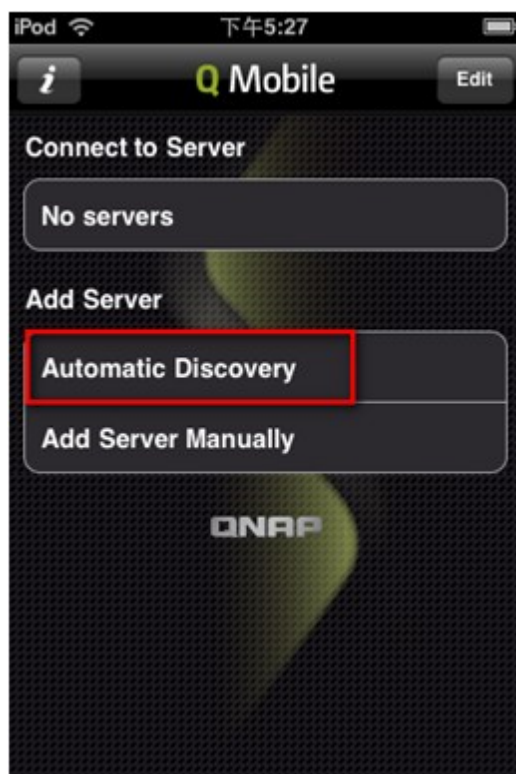 iPod 下午5:27
i Q Mobile Edit
Connect to Server
No servers
Add Server
Automatic Discovery
Add Server Manually
QNAP